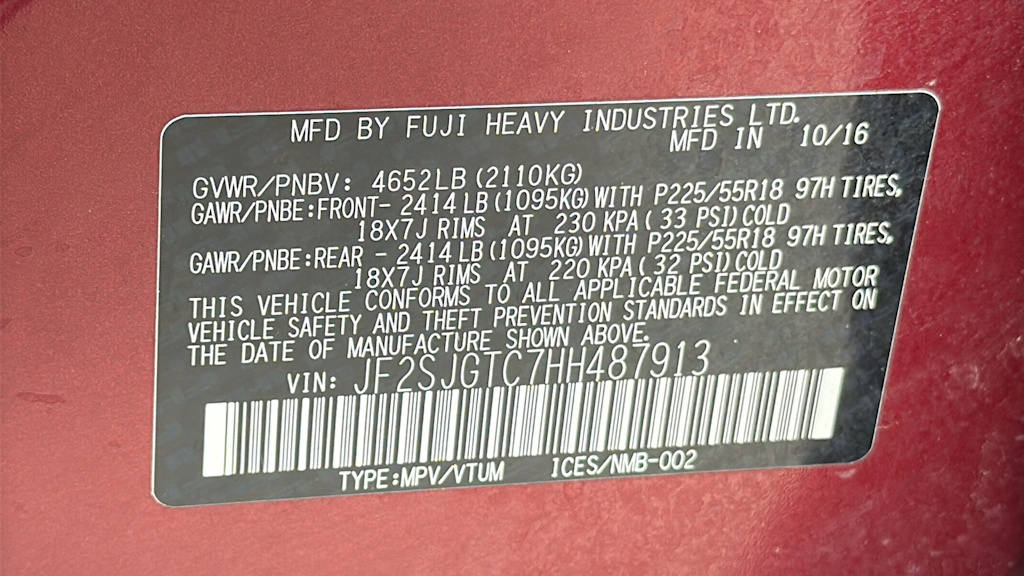 MFD BY FUJI HEAVY INDUSTRIES LTD.
MFD IN 10/16
GVWR/PNBV: 4652LB (2110KG)
GAWR/PNBE:FRONT- 2414LB (1095KG) WITH P225/55R18 97H TIRES,
18X7J RIMS AT 230 KPA ( 33 PSI) COLD
GAWR/PNBE:REAR - 2414LB (1095KG) WITH P225/55R18 97H TIRES,
18X7J RIMS AT 220 KPA ( 32 PSI) COLD
THIS VEHICLE CONFORMS TO ALL APPLICABLE FEDERAL MOTOR
VEHICLE SAFETY AND THEFT PREVENTION STANDARDS IN EFFECT ON
THE DATE OF MANUFACTURE SHOWN ABOVE.
VIN: JF2SJGTC7HH487913
TYPE:MPV/VTUM ICES/NMB-002